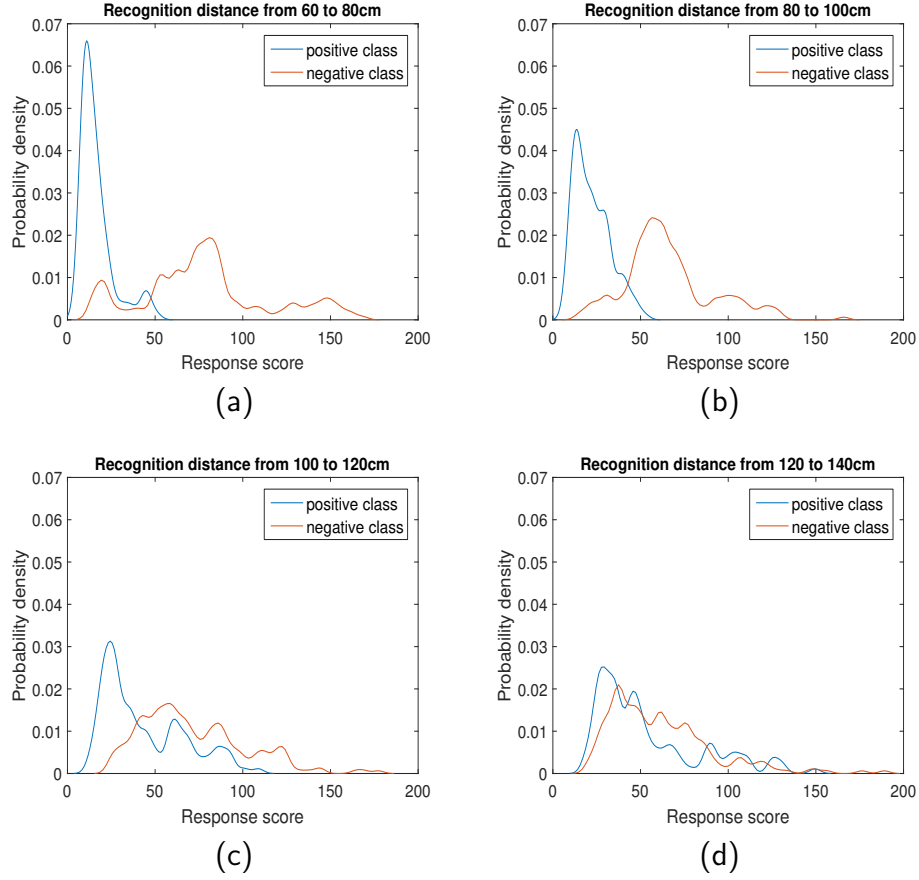 Recognition distance from 60 to 80cm
0.07
0.06
0.05
0.04
0.03
0.02
0.01
0
Probability density
positive class
negative class
0 50 100 150 200
Response score
(a)
Recognition distance from 80 to 100cm
0.07
0.06
0.05
0.04
0.03
0.02
0.01
0
Probability density
positive class
negative class
0 50 100 150 200
Response score
(b)
Recognition distance from 100 to 120cm
0.07
0.06
0.05
0.04
0.03
0.02
0.01
0
Probability density
positive class
negative class
0 50 100 150 200
Response score
(c)
Recognition distance from 120 to 140cm
0.07
0.06
0.05
0.04
0.03
0.02
0.01
0
Probability density
positive class
negative class
0 50 100 150 200
Response score
(d)